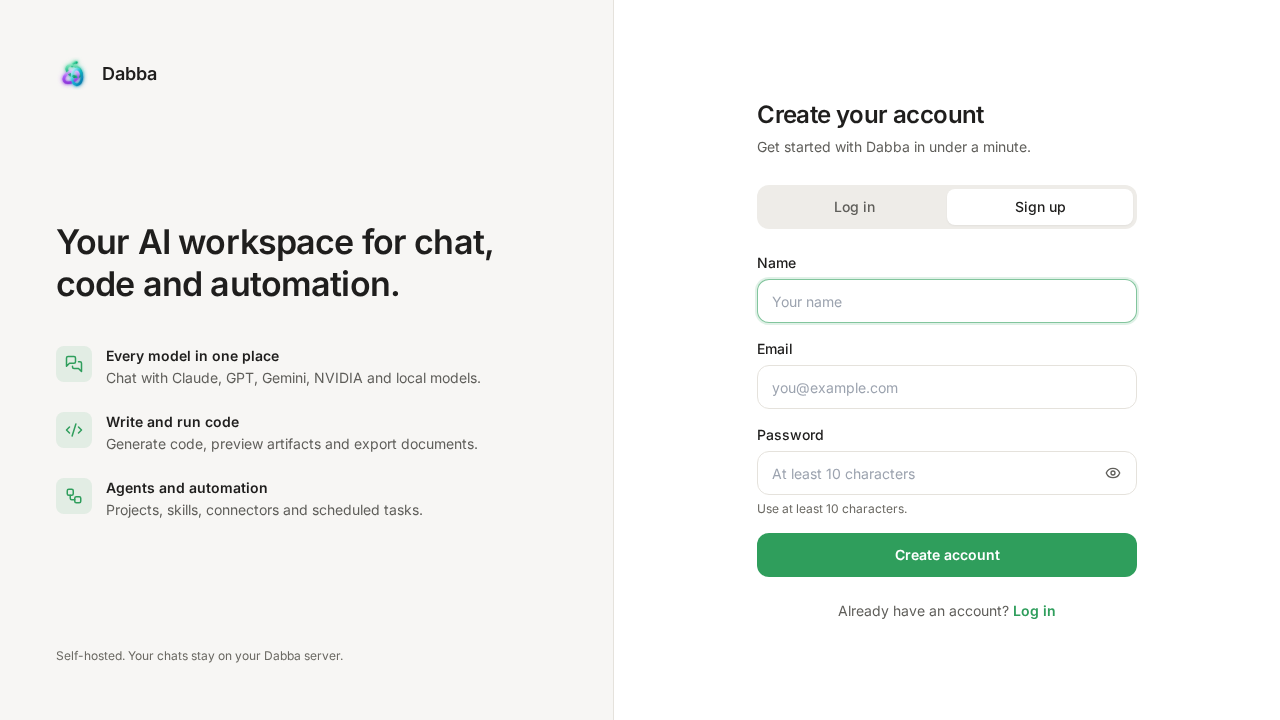 Dabba
Your AI workspace for chat,
code and automation.
Every model in one place
Chat with Claude, GPT, Gemini, NVIDIA and local models.
Write and run code
Generate code, preview artifacts and export documents.
Agents and automation
Projects, skills, connectors and scheduled tasks.
Self-hosted. Your chats stay on your Dabba server.
Create your account
Get started with Dabba in under a minute.
Log in
Sign up
Name
Your name
Email
you@example.com
Password
At least 10 characters
Use at least 10 characters.
Create account
Already have an account? Log in